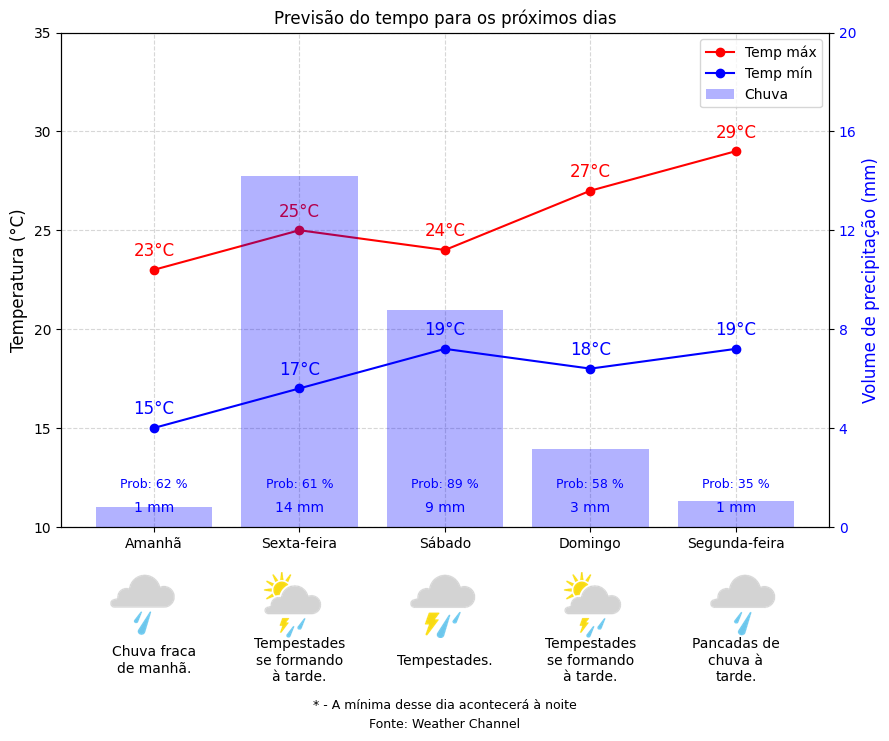 Previsão do tempo para os próximos dias
Temp máx
Temp mín
Chuva
Temperatura (°C)
Volume de precipitação (mm)
35
30
25
20
15
10
20
16
12
8
4
0
23°C
25°C
24°C
27°C
29°C
15°C
17°C
19°C
18°C
19°C
Prob: 62 %
Prob: 61 %
Prob: 89 %
Prob: 58 %
Prob: 35 %
1 mm
14 mm
9 mm
3 mm
1 mm
Amanhã
Sexta-feira
Sábado
Domingo
Segunda-feira
Chuva fraca
de manhã.
Tempestades
se formando
à tarde.
Tempestades.
Tempestades
se formando
à tarde.
Pancadas de
chuva à
tarde.
* - A mínima desse dia acontecerá à noite
Fonte: Weather Channel